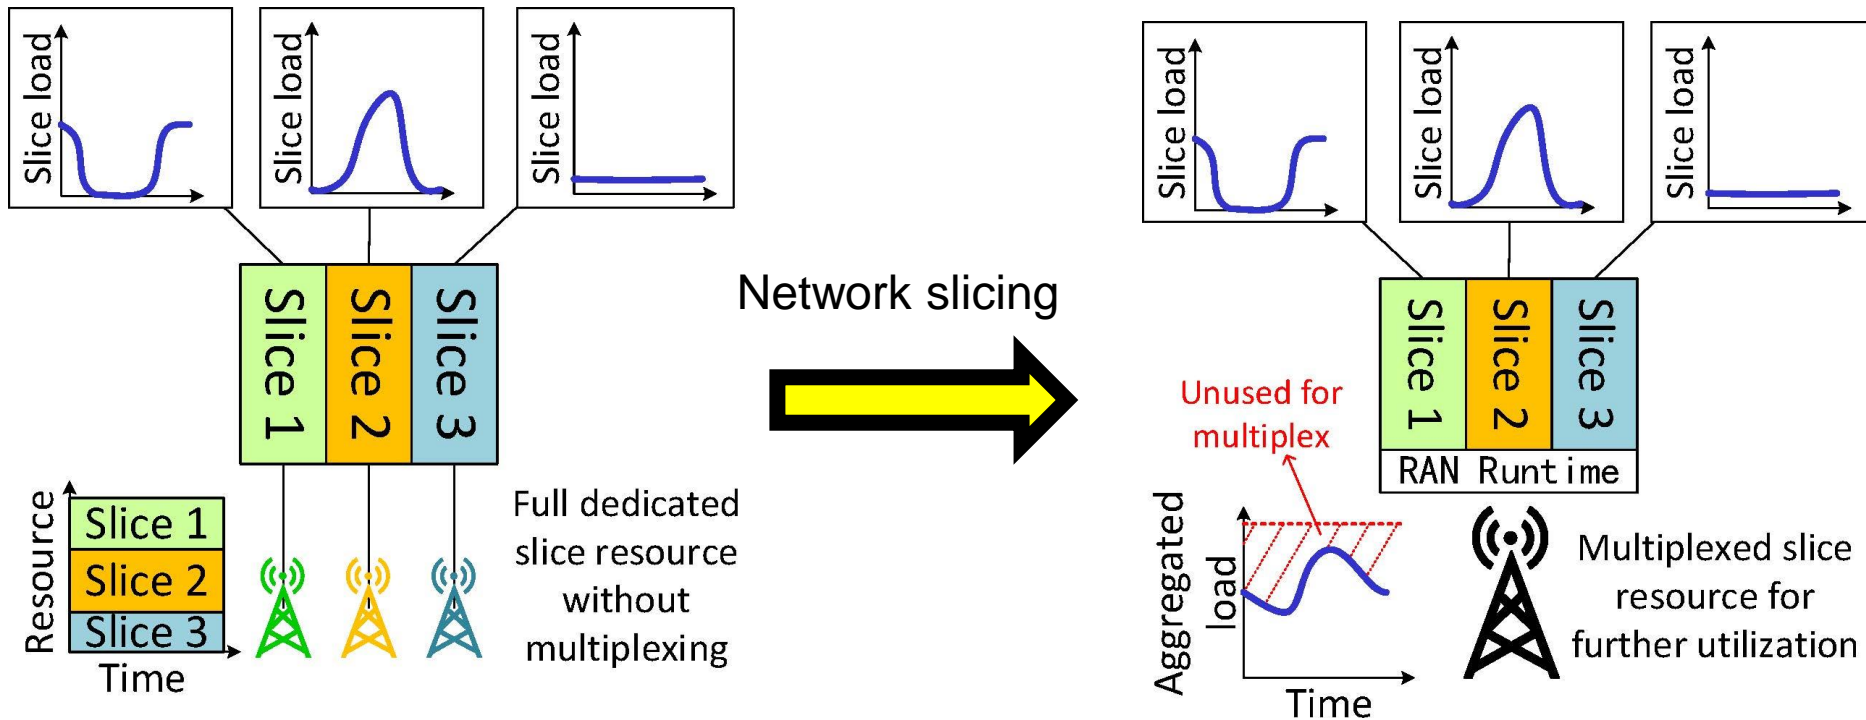 Slice load
Slice load
Slice load
Slice 1
Slice 2
Slice 3
Resource
Slice 1
Slice 2
Slice 3
Time
Full dedicated
slice resource
without
multiplexing
Network slicing
Slice load
Slice load
Slice load
Slice 1
Slice 2
Slice 3
RAN Runtime
Unused for
multiplex
Aggregated
load
Time
Multiplexed slice
resource for
further utilization